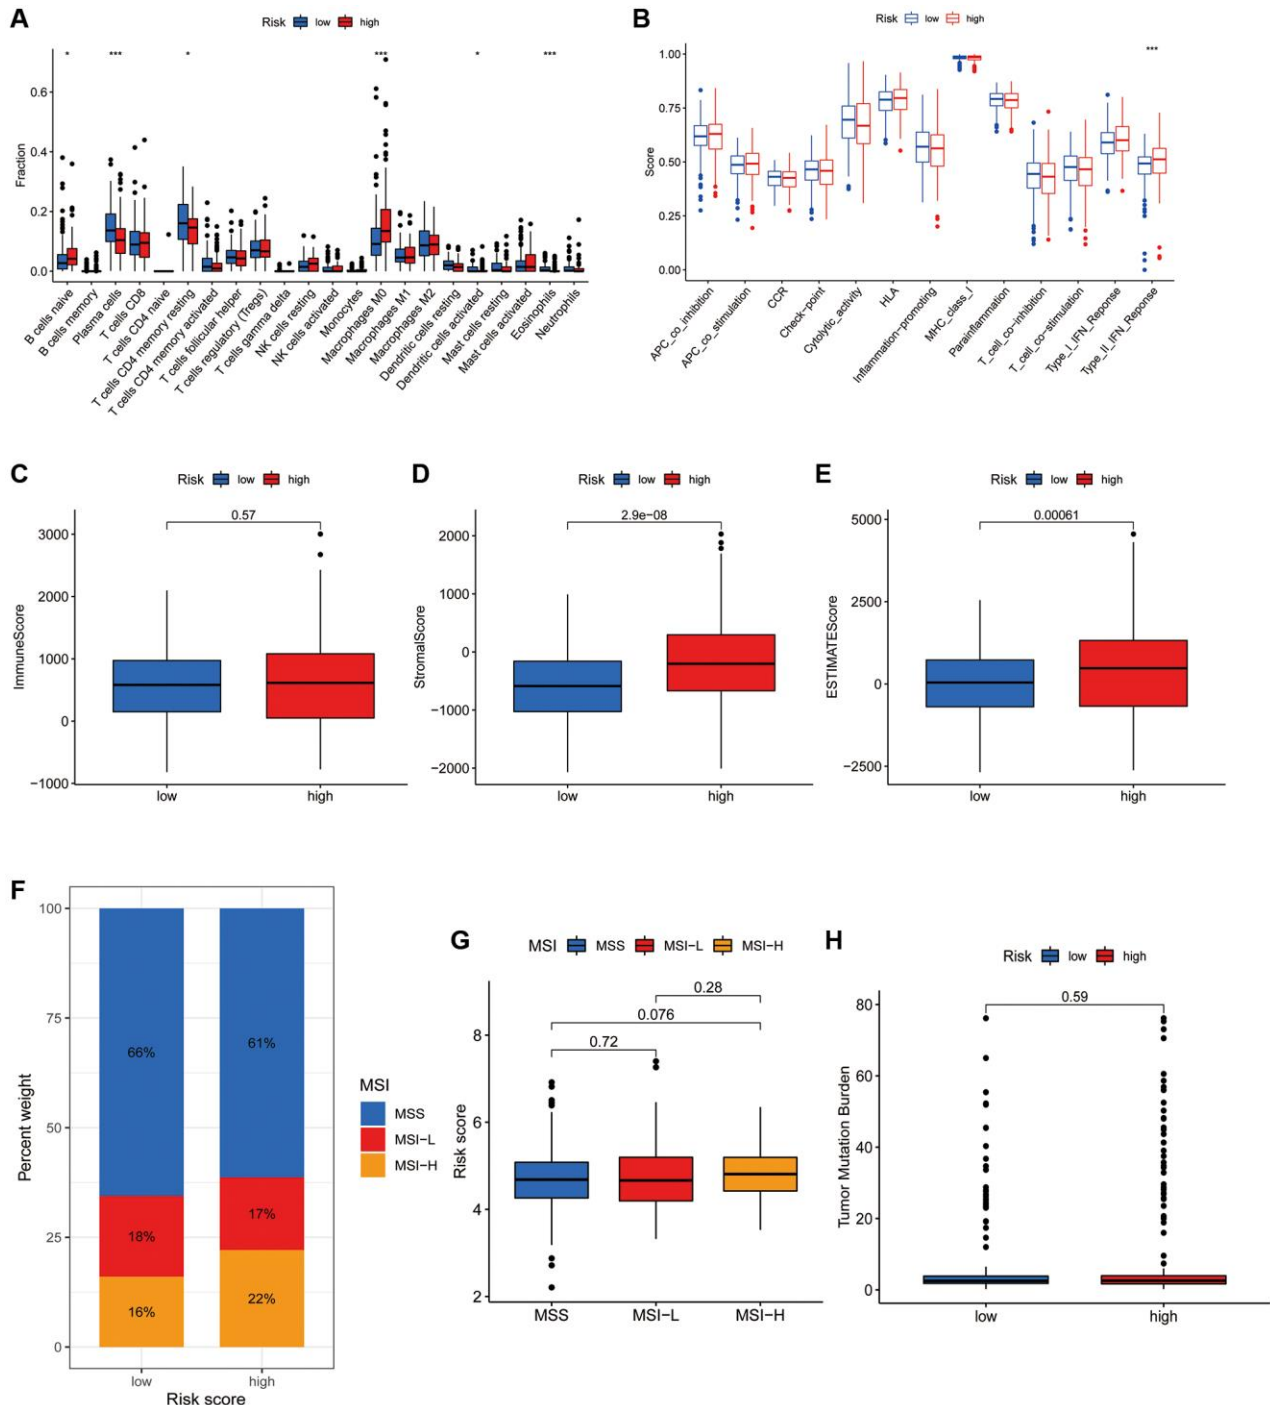 A
Risk low high
* *** * *** * ***
Fraction
0.6
0.4
0.2
0.0
B cells naive
B cells memory
Plasma cells
T cells CD8
T cells CD4 naive
T cells CD4 memory resting
T cells CD4 memory activated
T cells follicular helper
T cells regulatory (Tregs)
T cells gamma delta
NK cells resting
NK cells activated
Monocytes
Macrophages M0
Macrophages M1
Macrophages M2
Dendritic cells resting
Dendritic cells activated
Mast cells resting
Mast cells activated
Eosinophils
Neutrophils
B
Risk low high
***
Score
1.00
0.75
0.50
0.25
0.00
APC_co_inhibition
APC_co_stimulation
CCR
Check-point
Cytolytic_activity
HLA
Inflammation-promoting
MHC_class_I
Parainflammation
T_cell_co-inhibition
T_cell_co-stimulation
Type_I_IFN_Reponse
Type_II_IFN_Reponse
C
Risk low high
0.57
ImmuneScore
3000
2000
1000
0
−1000
low high
D
Risk low high
2.9e−08
StromalScore
2000
1000
0
−1000
−2000
low high
E
Risk low high
0.00061
ESTIMATEScore
5000
2500
0
−2500
low high
F
Percent weight
100
75
50
25
0
66%
18%
16%
61%
17%
22%
low high
Risk score
MSI
MSS
MSI−L
MSI−H
G
MSI MSS MSI−L MSI−H
0.28
0.076
0.72
Risk score
8
6
4
2
MSS MSI−L MSI−H
H
Risk low high
0.59
Tumor Mutation Burden
80
60
40
20
0
low high